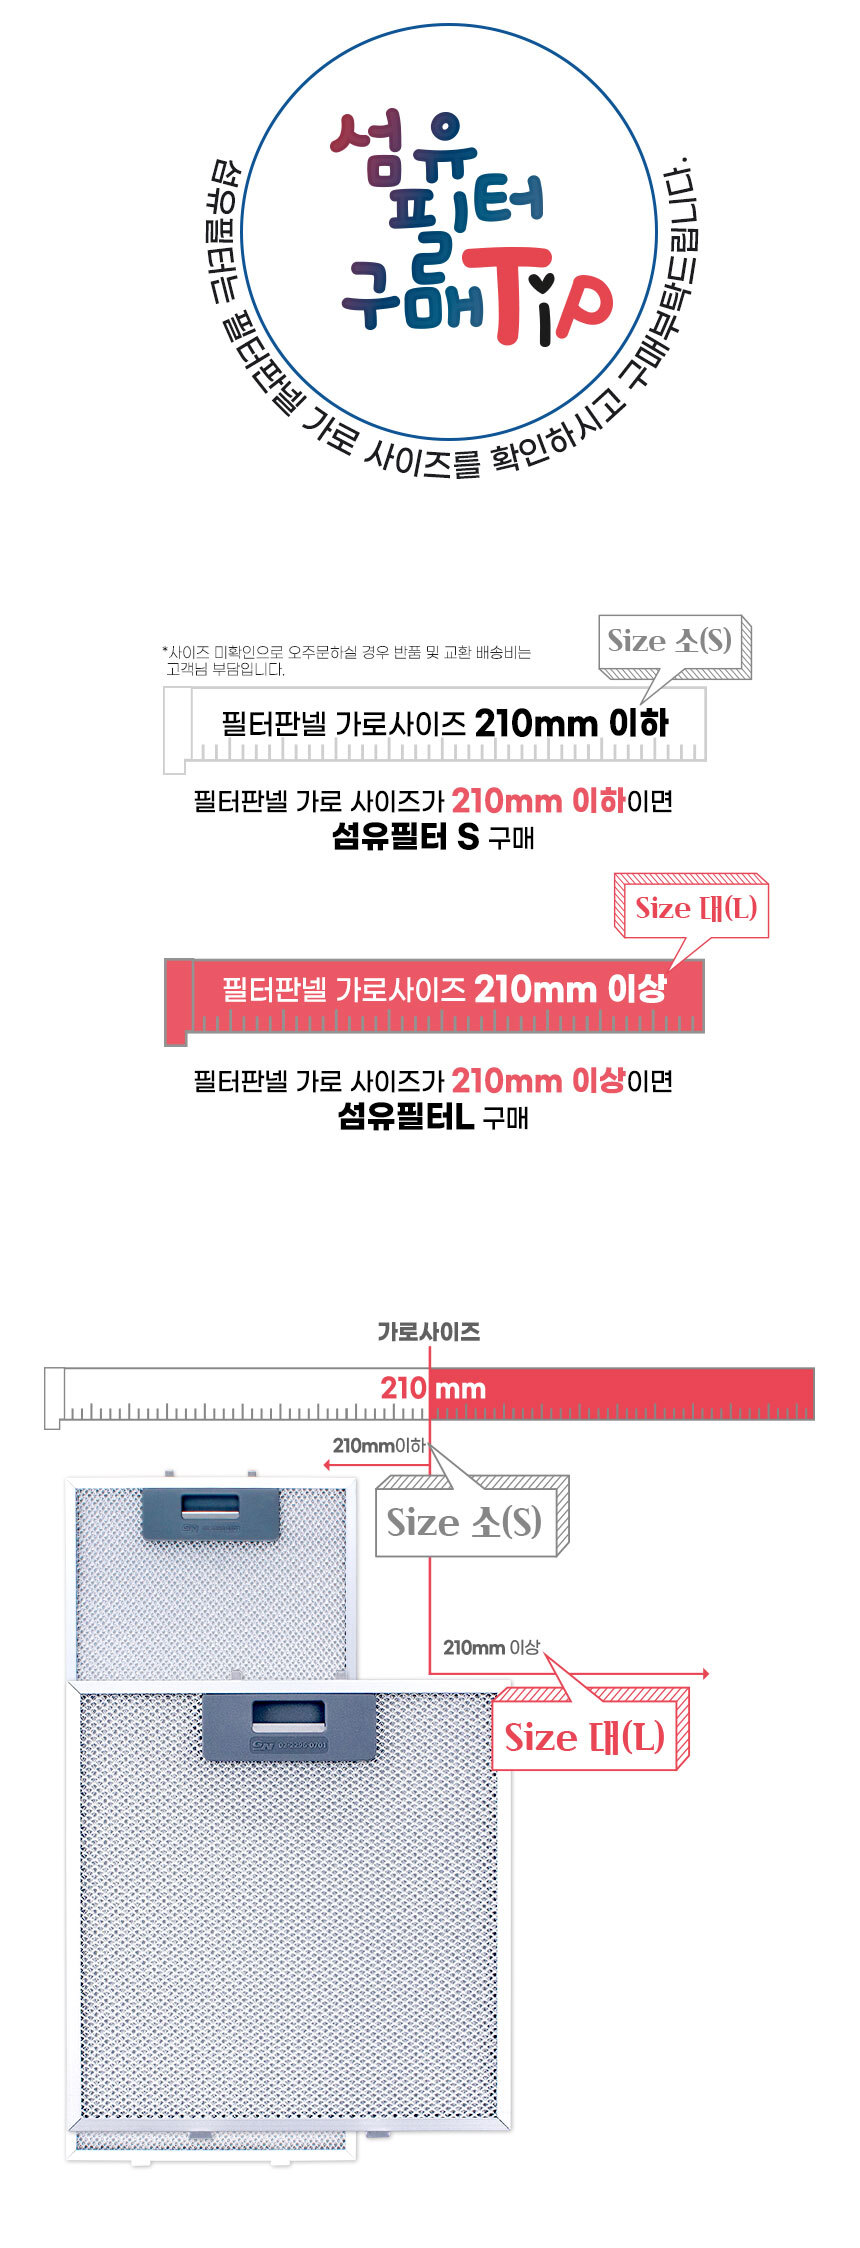 섬유
필터
구매 Tip
섬유필터는 필터판넬 가로 사이즈를 확인하시고 구매부탁드립니다.
Size 소(S)
*사이즈 미확인으로 오주문하실 경우 반품 및 교환 배송비는
고객님 부담입니다.
필터판넬 가로사이즈 210mm 이하
필터판넬 가로 사이즈가 210mm 이하이면
섬유필터 S 구매
Size 대(L)
필터판넬 가로사이즈 210mm 이상
필터판넬 가로 사이즈가 210mm 이상이면
섬유필터L 구매
가로사이즈
210 mm
210mm이하
Size 소(S)
210mm 이상
Size 대(L)